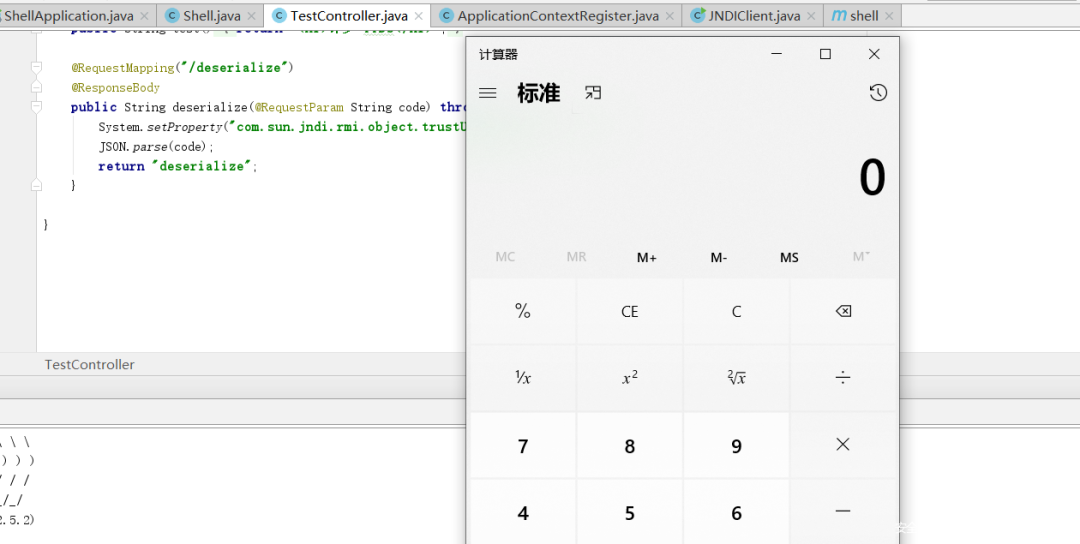 ShellApplication.java Shell.java TestController.java ApplicationContextRegister.java JNDIClient.java shell
@RequestMapping("/deserialize")
@ResponseBody
public String deserialize(@RequestParam String code) thro
System.setProperty("com.sun.jndi.rmi.object.trustU
JSON.parse(code);
return "deserialize";
}
}
TestController
\ \ \
) ) )
/ / /
_/_/
2.5.2)
计算器
标准
0
MC MR M+ M- MS M˅
% CE C
¹/x x² ²√x ÷
7 8 9 ×
4 5 6 −